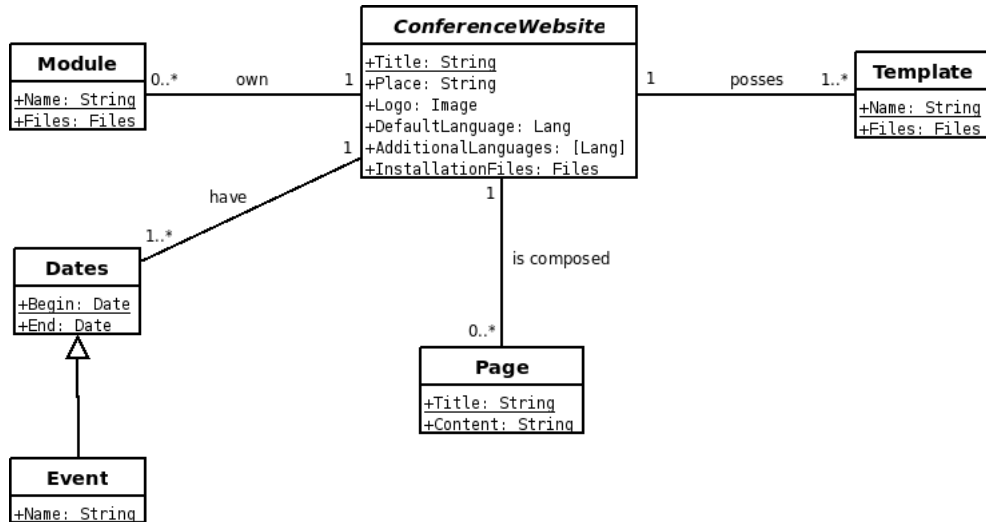 ConferenceWebsite
+Title: String
+Place: String
+Logo: Image
+DefaultLanguage: Lang
+AdditionalLanguages: [Lang]
+InstallationFiles: Files
Module
+Name: String
+Files: Files
0..* own 1
1 posses 1..*
Template
+Name: String
+Files: Files
1
have
1..*
Dates
+Begin: Date
+End: Date
1
is composed
0..*
Page
+Title: String
+Content: String
Event
+Name: String